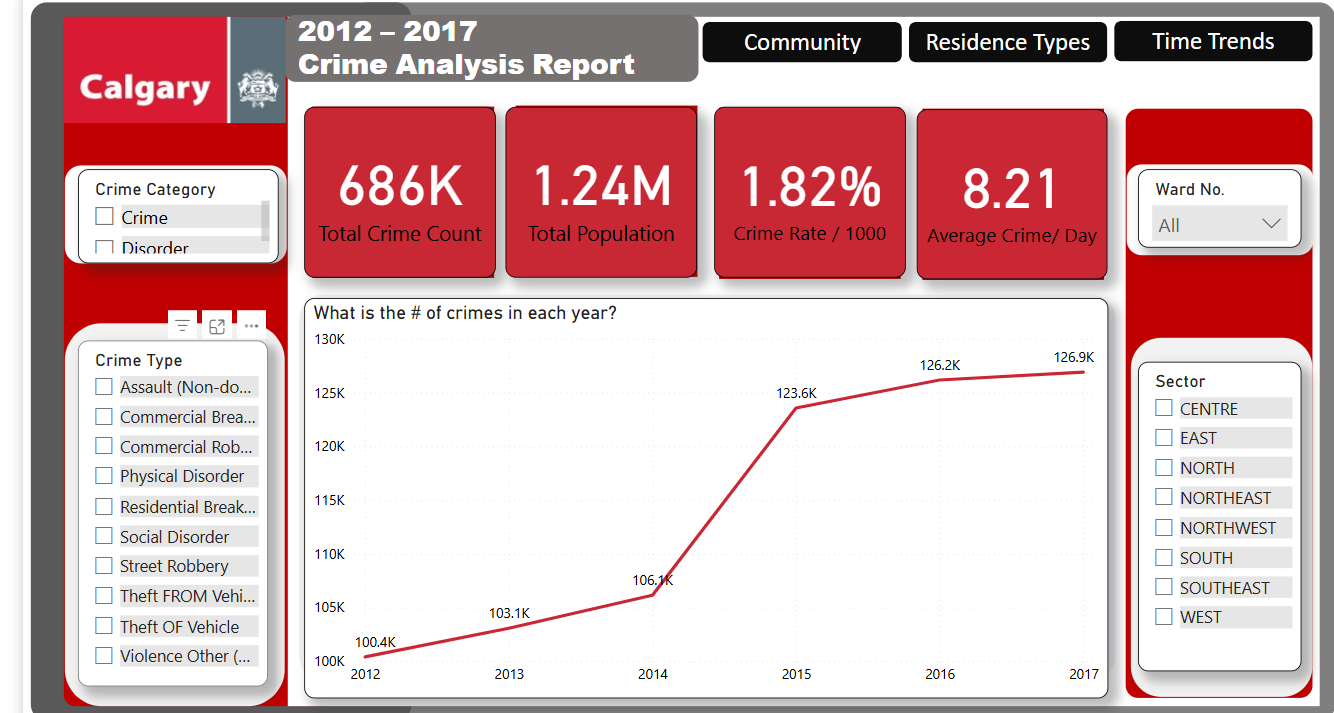 Calgary
2012 – 2017
Crime Analysis Report
Community
Residence Types
Time Trends
Crime Category
Crime
Disorder
686K
Total Crime Count
1.24M
Total Population
1.82%
Crime Rate / 1000
8.21
Average Crime/ Day
Ward No.
All
Crime Type
Assault (Non-do...
Commercial Brea...
Commercial Rob...
Physical Disorder
Residential Break...
Social Disorder
Street Robbery
Theft FROM Vehi...
Theft OF Vehicle
Violence Other (...
What is the # of crimes in each year?
130K
125K
120K
115K
110K
105K
100K
100.4K
103.1K
106.1K
123.6K
126.2K
126.9K
2012
2013
2014
2015
2016
2017
Sector
CENTRE
EAST
NORTH
NORTHEAST
NORTHWEST
SOUTH
SOUTHEAST
WEST